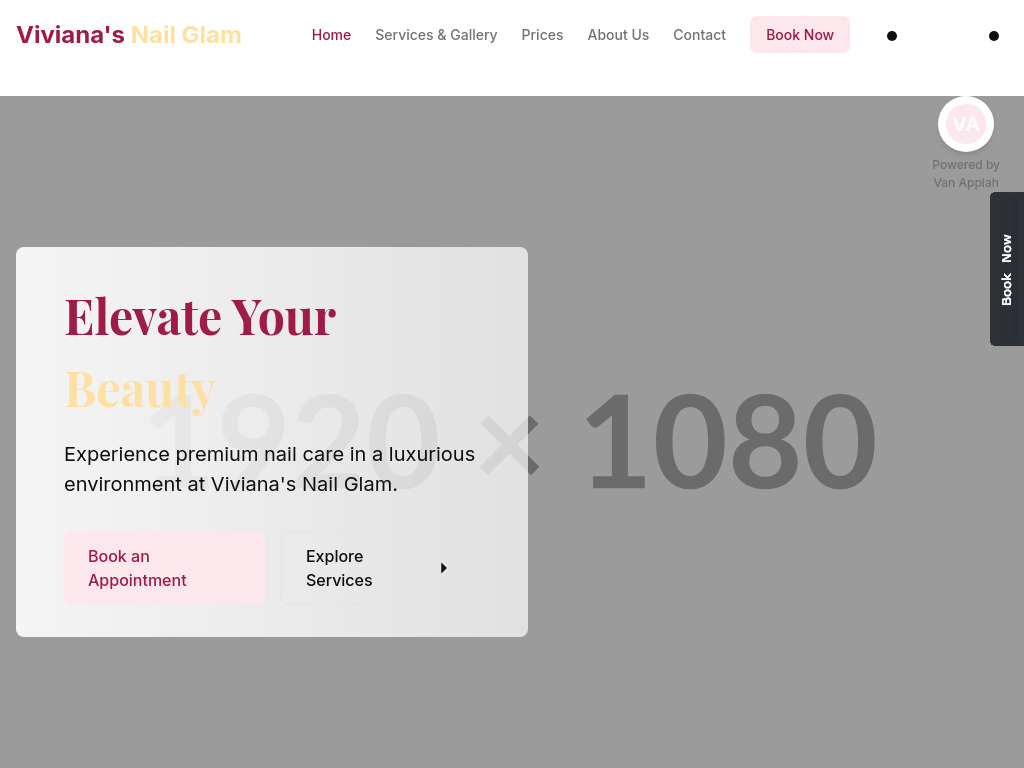 Viviana's Nail Glam
Home
Services & Gallery
Prices
About Us
Contact
Book Now
VA
Powered by
Van Appiah
Book Now
Elevate Your
Beauty
1920 × 1080
Experience premium nail care in a luxurious
environment at Viviana's Nail Glam.
Book an
Appointment
Explore
Services